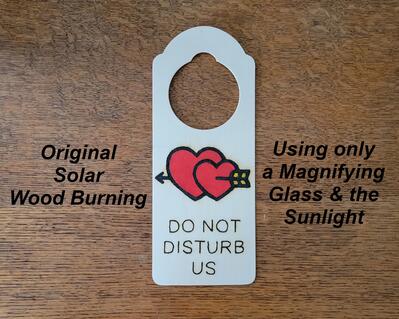 Original
Solar
Wood Burning
DO NOT
DISTURB
US
Using only
a Magnifying
Glass & the
Sunlight